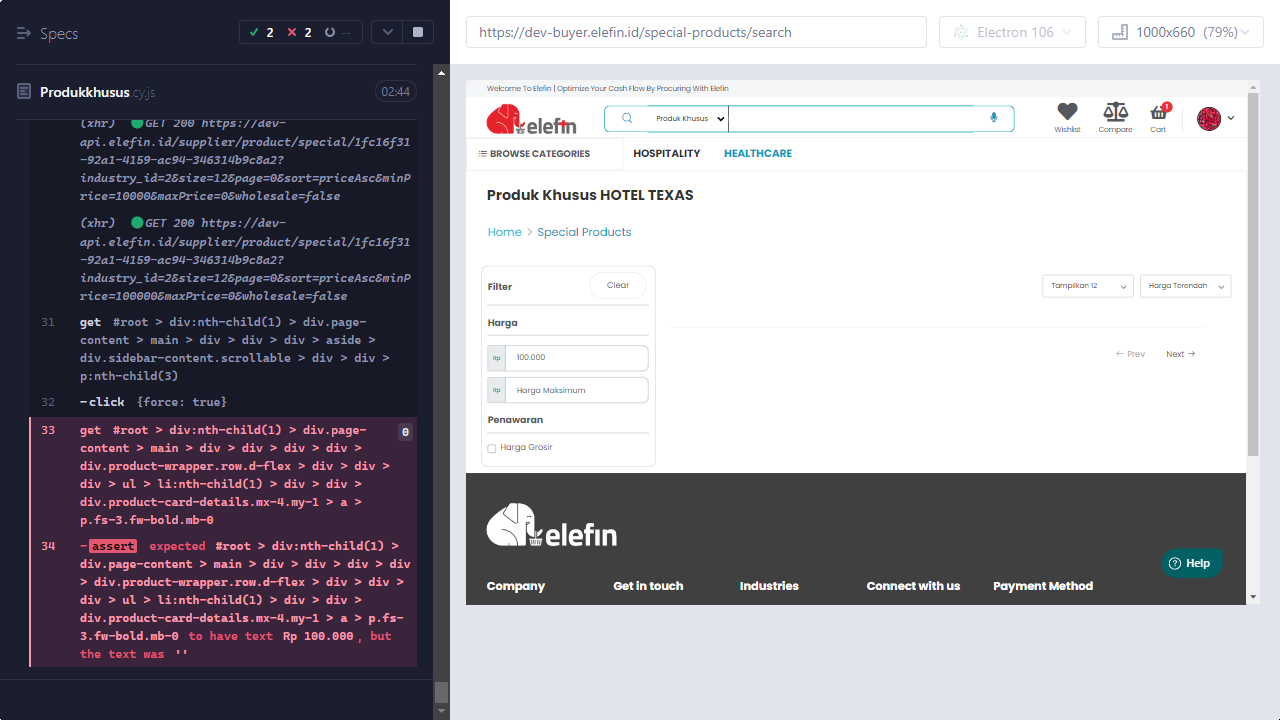 Specs
2
2
--
Produkkhusus.cy.js
02:44
(xhr) GET 200 https://dev-
api.elefin.id/supplier/product/special/1fc16f31
-92a1-4159-ac94-346314b9c8a2?
industry_id=2&size=12&page=0&sort=priceAsc&minP
rice=10000&maxPrice=0&wholesale=false
(xhr) GET 200 https://dev-
api.elefin.id/supplier/product/special/1fc16f31
-92a1-4159-ac94-346314b9c8a2?
industry_id=2&size=12&page=0&sort=priceAsc&minP
rice=100000&maxPrice=0&wholesale=false
31 get #root > div:nth-child(1) > div.page-
content > main > div > div > div > aside >
div.sidebar-content.scrollable > div > div >
p:nth-child(3)
32 -click {force: true}
33 get #root > div:nth-child(1) > div.page- 0
content > main > div > div > div > div >
div.product-wrapper.row.d-flex > div > div >
div > ul > li:nth-child(1) > div > div >
div.product-card-details.mx-4.my-1 > a >
p.fs-3.fw-bold.mb-0
34 -assert expected #root > div:nth-child(1) >
div.page-content > main > div > div > div > div
> div.product-wrapper.row.d-flex > div > div >
div > ul > li:nth-child(1) > div > div >
div.product-card-details.mx-4.my-1 > a > p.fs-
3.fw-bold.mb-0 to have text Rp 100.000, but
the text was ''
https://dev-buyer.elefin.id/special-products/search
Electron 106
1000x660 (79%)
Welcome To Elefin | Optimize Your Cash Flow By Procuring With Elefin
elefin
Produk Khusus
Wishlist
Compare
1
Cart
BROWSE CATEGORIES
HOSPITALITY
HEALTHCARE
Produk Khusus HOTEL TEXAS
Home > Special Products
Filter
Clear
Harga
Rp 100.000
Rp Harga Maksimum
Penawaran
Harga Grosir
Tampilkan 12
Harga Terendah
← Prev
Next →
elefin
Help
Company
Get in touch
Industries
Connect with us
Payment Method